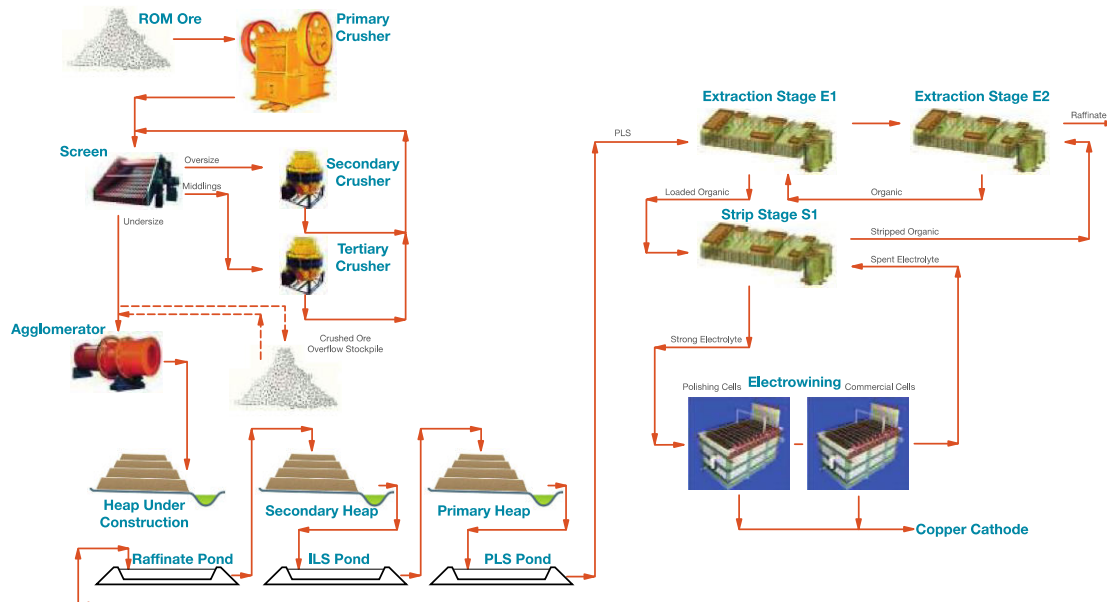 ROM Ore
Primary
Crusher
Screen
Oversize
Middlings
Undersize
Secondary
Crusher
Tertiary
Crusher
Agglomerator
Crushed Ore
Overflow Stockpile
Heap Under
Construction
Secondary Heap
Primary Heap
Raffinate Pond
ILS Pond
PLS Pond
PLS
Extraction Stage E1
Extraction Stage E2
Raffinate
Loaded Organic
Organic
Strip Stage S1
Stripped Organic
Spent Electrolyte
Strong Electrolyte
Polishing Cells
Electrowining
Commercial Cells
Copper Cathode